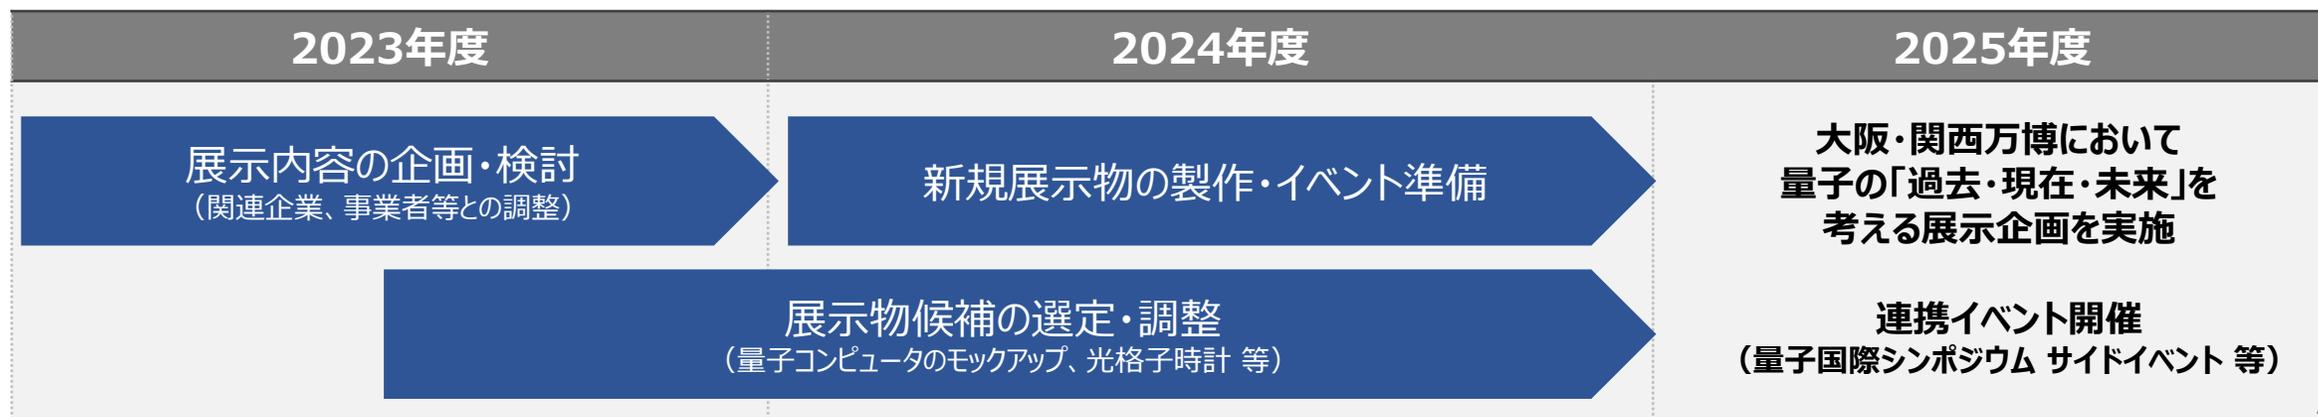 2023年度
2024年度
2025年度
展示内容の企画・検討
（関連企業、事業者等との調整）
新規展示物の製作・イベント準備
大阪・関西万博において
量子の「過去・現在・未来」を
考える展示企画を実施
展示物候補の選定・調整
（量子コンピュータのモックアップ、光格子時計 等）
連携イベント開催
（量子国際シンポジウム サイドイベント 等）